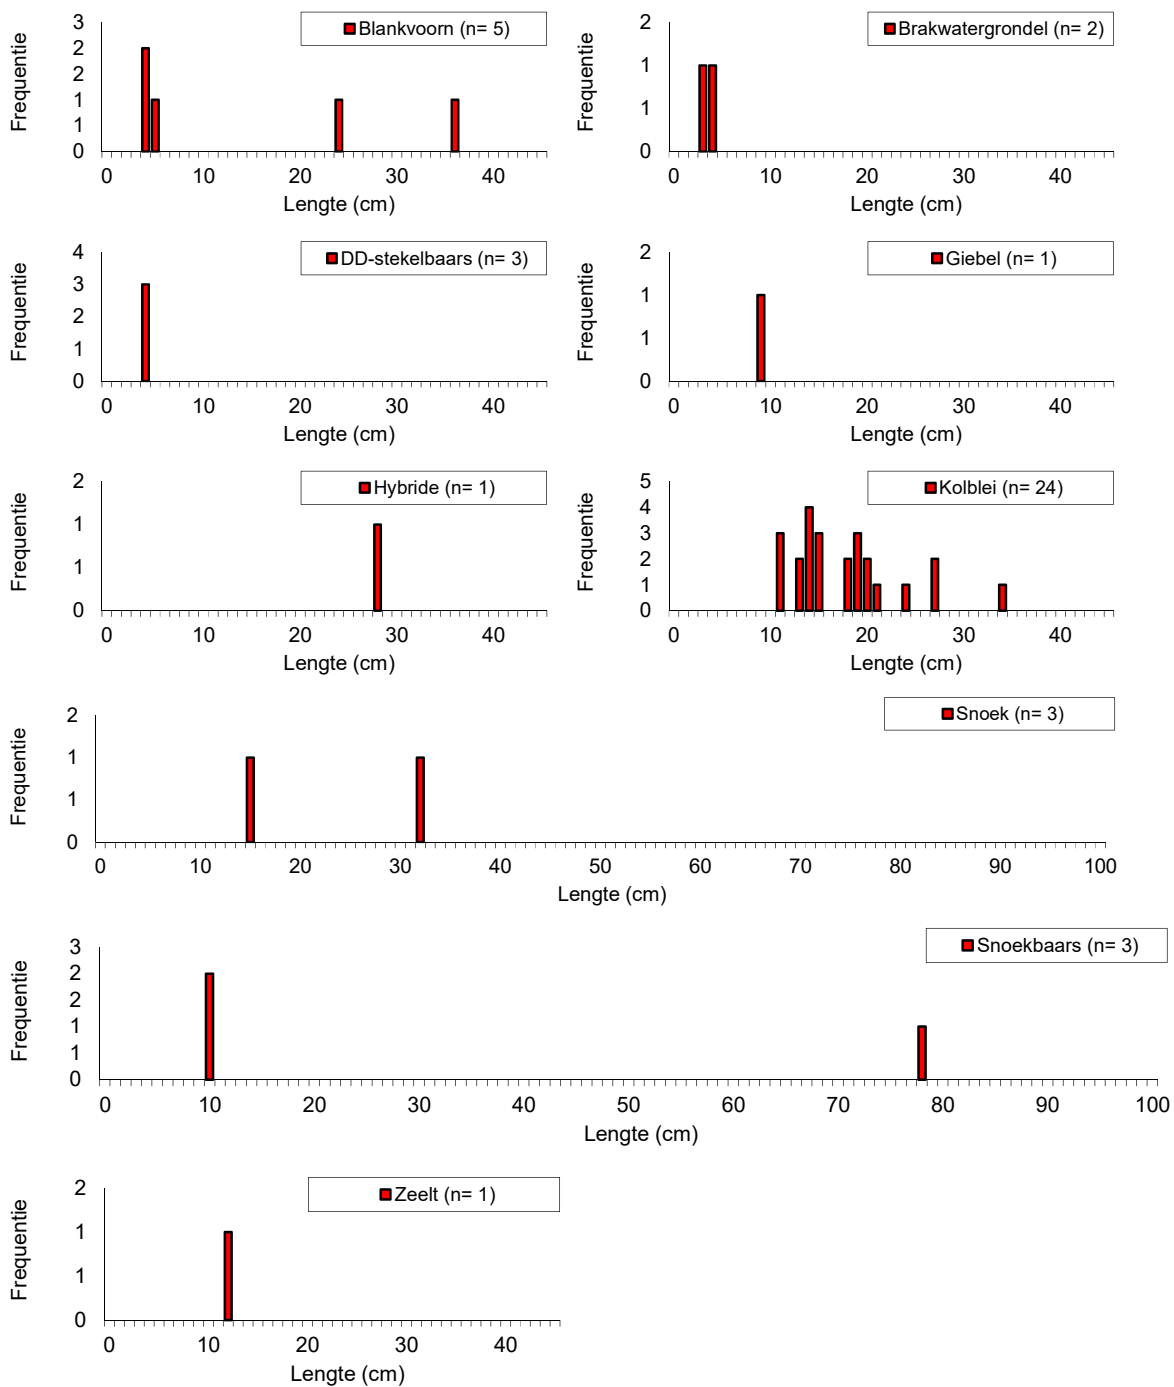 Blankvoorn (n= 5)
Frequentie
3
2
2
1
1
0
0 10 20 30 40
Lengte (cm)
Brakwatergrondel (n= 2)
Frequentie
2
1
1
0
0 10 20 30 40
Lengte (cm)
DD-stekelbaars (n= 3)
Frequentie
4
3
2
1
0
0 10 20 30 40
Lengte (cm)
Giebel (n= 1)
Frequentie
2
1
1
0
0 10 20 30 40
Lengte (cm)
Hybride (n= 1)
Frequentie
2
1
1
0
0 10 20 30 40
Lengte (cm)
Kolblei (n= 24)
Frequentie
5
4
3
2
1
0
0 10 20 30 40
Lengte (cm)
Snoek (n= 3)
Frequentie
2
1
1
0
0 10 20 30 40 50 60 70 80 90 100
Lengte (cm)
Snoekbaars (n= 3)
Frequentie
3
2
2
1
1
0
0 10 20 30 40 50 60 70 80 90 100
Lengte (cm)
Zeelt (n= 1)
Frequentie
2
1
1
0
0 10 20 30 40
Lengte (cm)